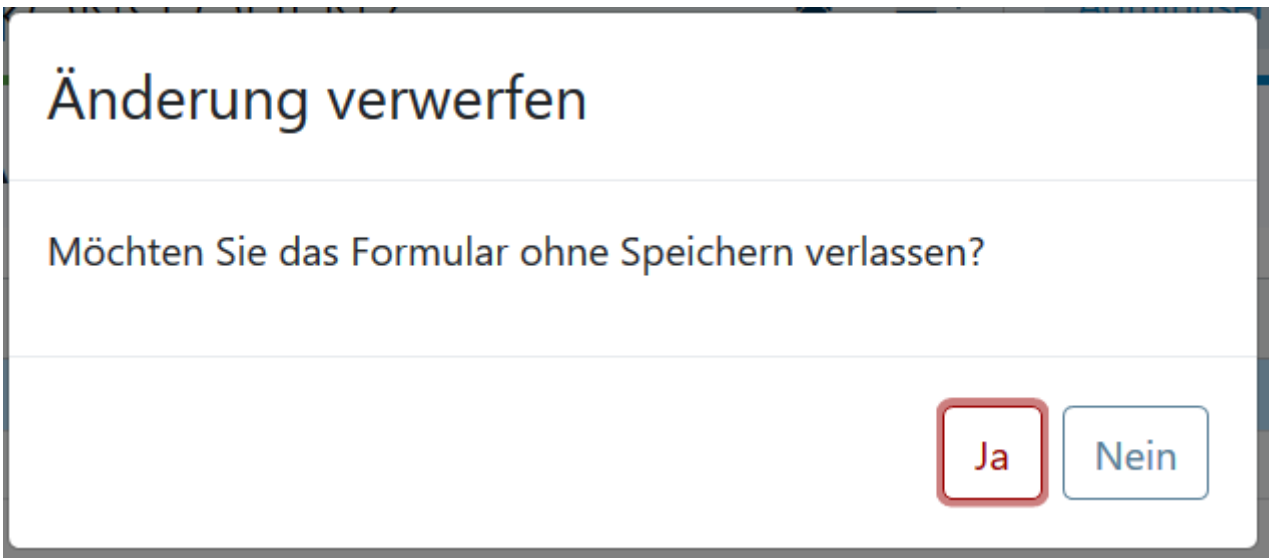 Änderung verwerfen
Möchten Sie das Formular ohne Speichern verlassen?
Ja
Nein